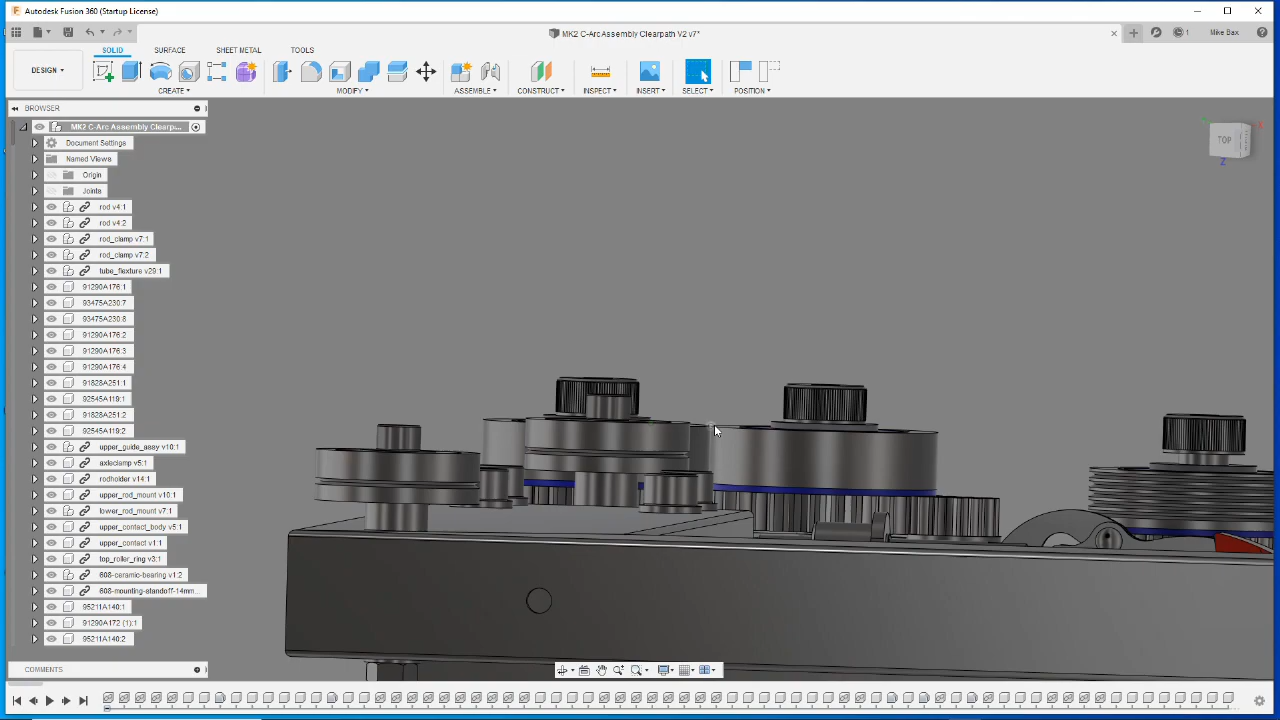 Autodesk Fusion 360 (Startup License)
MK2 C-Arc Assembly Clearpath V2 v7*
1
Mike Bax
SOLID SURFACE SHEET METAL TOOLS
DESIGN
CREATE MODIFY ASSEMBLE CONSTRUCT INSPECT INSERT SELECT POSITION
BROWSER
MK2 C-Arc Assembly Clearp...
Document Settings
Named Views
Origin
Joints
rod v4:1
rod v4:2
rod_clamp v7:1
rod_clamp v7:2
tube_flexture v29:1
91290A176:1
93475A230:7
93475A230:8
91290A176:2
91290A176:3
91290A176:4
91828A251:1
92545A119:1
91828A251:2
92545A119:2
upper_guide_assy v10:1
axleclamp v5:1
rodholder v14:1
upper_rod_mount v10:1
lower_rod_mount v7:1
upper_contact_body v5:1
upper_contact v1:1
top_roller_ring v3:1
608-ceramic-bearing v1:2
608-mounting-standoff-14mm...
95211A140:1
91290A172 (1):1
95211A140:2
TOP
Z
COMMENTS